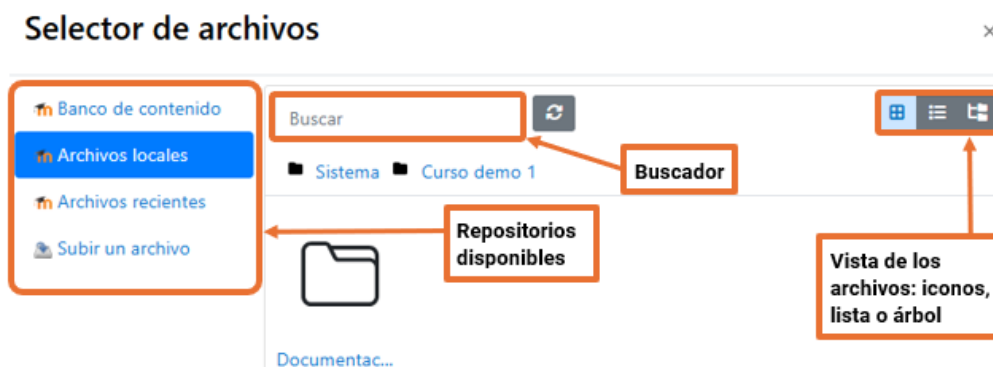 Selector de archivos
Banco de contenido
Archivos locales
Archivos recientes
Subir un archivo
Buscar
Sistema Curso demo 1
Buscador
Repositorios
disponibles
Vista de los
archivos: iconos,
lista o árbol
Documentac...